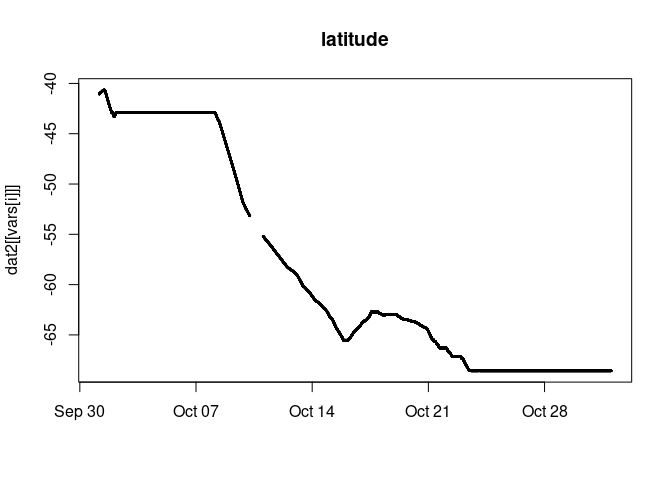 latitude
dat2[[vars[i]]]
-40
-45
-50
-55
-60
-65
Sep 30
Oct 07
Oct 14
Oct 21
Oct 28